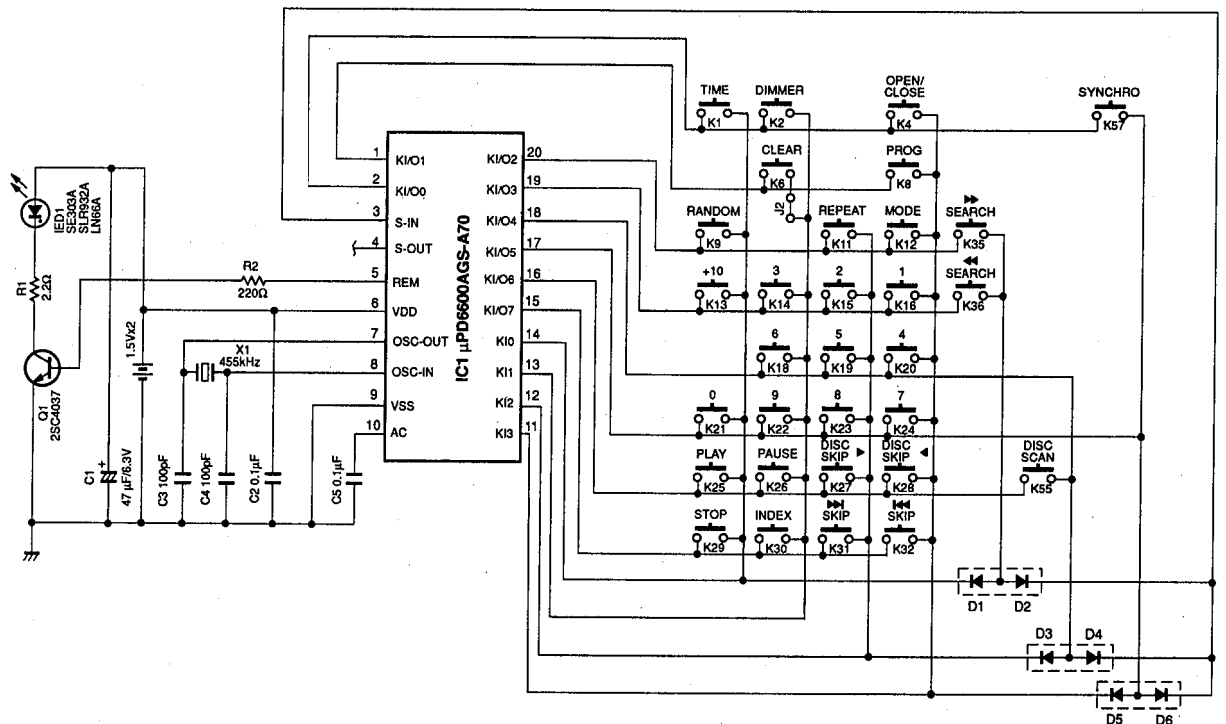 TIME DIMMER OPEN/
CLOSE SYNCHRO
K1 K2 K4 K57
CLEAR PROG
K6 K8
J2
RANDOM REPEAT MODE SEARCH
K9 K11 K12 K35
SEARCH
+10 3 2 1
K13 K14 K15 K16 K36
6 5 4
K18 K19 K20
0 9 8 7
K21 K22 K23 K24
PLAY PAUSE DISC
SKIP DISC
SKIP DISC
SCAN
K25 K26 K27 K28 K55
STOP INDEX SKIP SKIP
K29 K30 K31 K32
D1 D2
D3 D4
D5 D6
IC1 μPD6600AGS-A70
1 KI/O1
2 KI/O0
3 S-IN
4 S-OUT
5 REM
6 VDD
7 OSC-OUT
8 OSC-IN
9 VSS
10 AC
KI/O2 20
KI/O3 19
KI/O4 18
KI/O5 17
KI/O6 16
KI/O7 15
KI0 14
KI1 13
KI2 12
KI3 11
IED1
SE303A
SLR932A
LN66A
R1
2.2Ω
R2
220Ω
1.5Vx2
X1
455kHz
Q1
2SC4037
C1
+
47 μF/6.3V
C3 100pF
C4 100pF
C2 0.1μF
C5 0.1μF